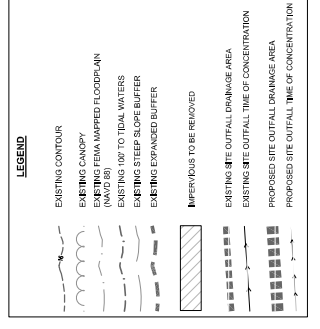 LEGEND
EXISTING CONTOUR
EXISTING CANOPY
EXISTING FEMA MAPPED FLOODPLAIN
(NAVD 88)
EXISTING 100' TO TIDAL WATERS
EXISTING STEEP SLOPE BUFFER
EXISTING EXPANDED BUFFER
IMPERVIOUS TO BE REMOVED
EXISTING SITE OUTFALL DRAINAGE AREA
EXISTING SITE OUTFALL TIME OF CONCENTRATION
PROPOSED SITE OUTFALL DRAINAGE AREA
PROPOSED SITE OUTFALL TIME OF CONCENTRATION